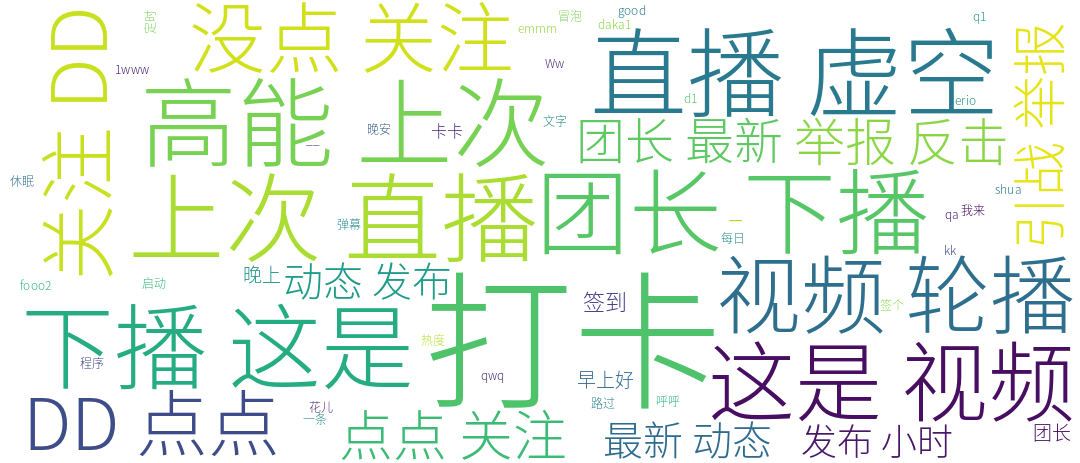 DD
关注
定时
没点 关注
emmm
冒泡
good
daka1
q1
1www
Ww
直播 虚空
举报
引战
高能 上次
一一
晚安
卡卡
文字
d1
erio
团长 最新 举报 反击
休眠
上次 直播
弹幕
团长 下播
一
每日
shua
qa
我来
kk
fooo2
启动
晚上
动态 发布
签到
视频 轮播
签个
下播 这是
程序
打卡
热度
qwq
早上好
路过
呼呼
这是 视频
DD 点点
花儿
一条
点点 关注
最新 动态
发布 小时
团长